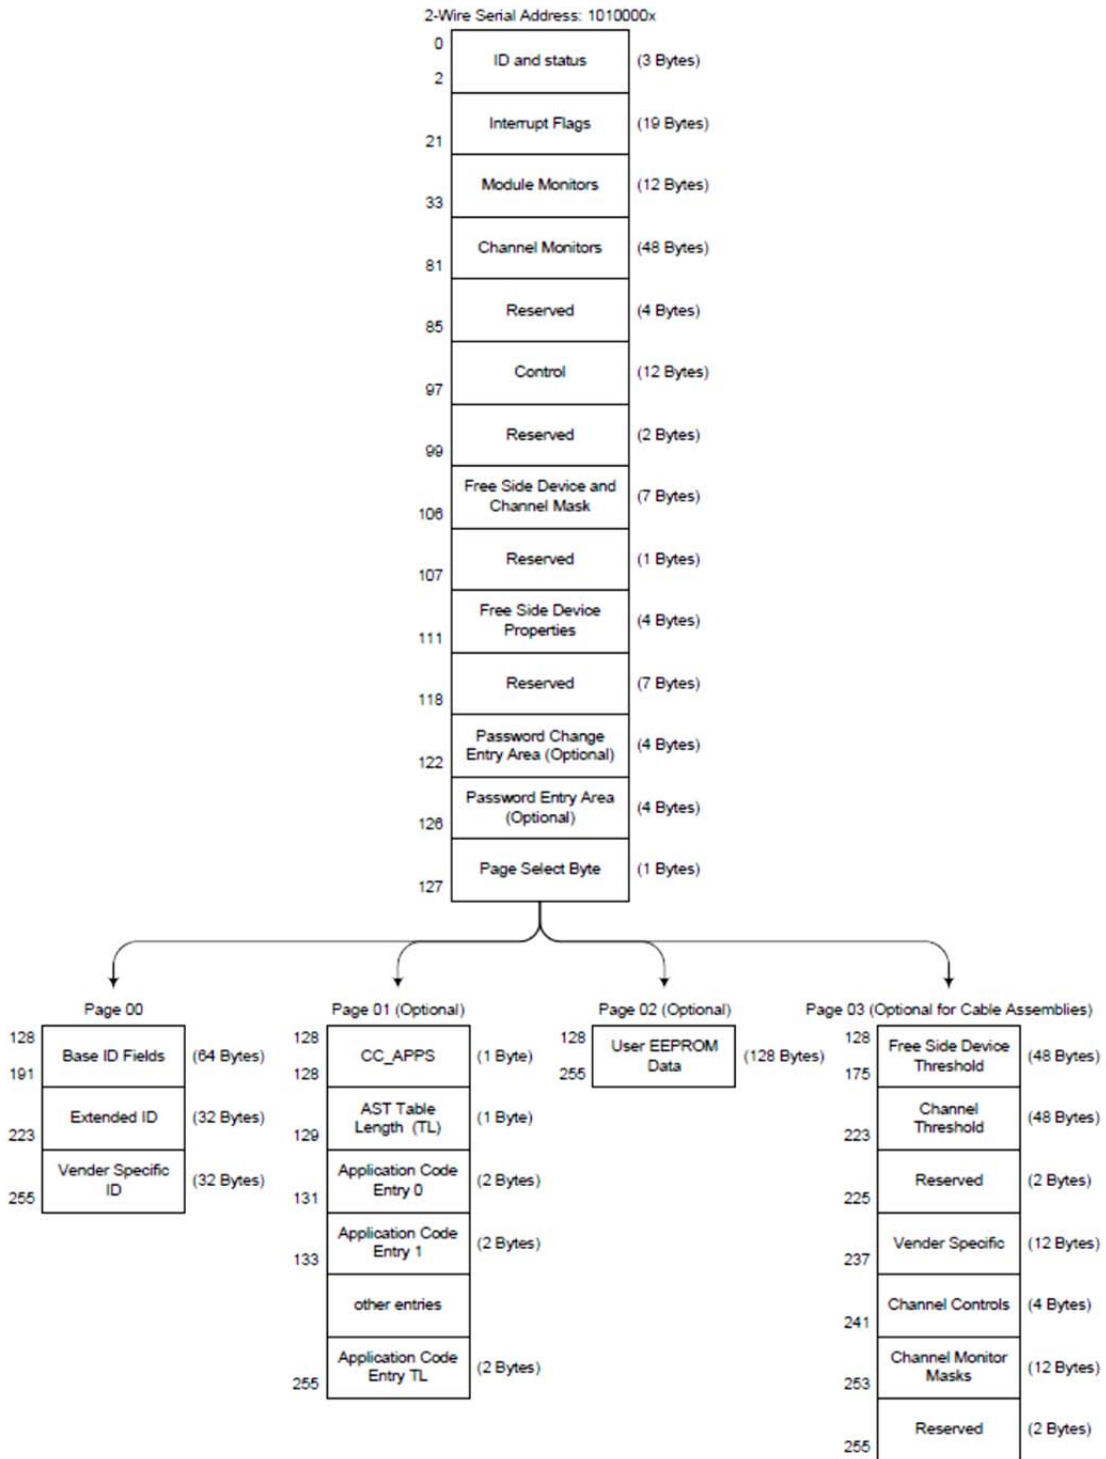 2-Wire Serial Address: 1010000x
0
ID and status
(3 Bytes)
2
Interrupt Flags
(19 Bytes)
21
Module Monitors
(12 Bytes)
33
Channel Monitors
(48 Bytes)
81
Reserved
(4 Bytes)
85
Control
(12 Bytes)
97
Reserved
(2 Bytes)
99
Free Side Device and
Channel Mask
(7 Bytes)
106
Reserved
(1 Bytes)
107
Free Side Device
Properties
(4 Bytes)
111
Reserved
(7 Bytes)
118
Password Change
Entry Area (Optional)
(4 Bytes)
122
Password Entry Area
(Optional)
(4 Bytes)
126
Page Select Byte
(1 Bytes)
127
Page 00
128
Base ID Fields
(64 Bytes)
191
Extended ID
(32 Bytes)
223
Vender Specific
ID
(32 Bytes)
255
Page 01 (Optional)
128
CC_APPS
(1 Byte)
128
AST Table
Length (TL)
(1 Byte)
129
Application Code
Entry 0
(2 Bytes)
131
Application Code
Entry 1
(2 Bytes)
133
other entries
Application Code
Entry TL
(2 Bytes)
255
Page 02 (Optional)
128
User EEPROM
Data
(128 Bytes)
255
Page 03 (Optional for Cable Assemblies)
128
Free Side Device
Threshold
(48 Bytes)
175
Channel
Threshold
(48 Bytes)
223
Reserved
(2 Bytes)
225
Vender Specific
(12 Bytes)
237
Channel Controls
(4 Bytes)
241
Channel Monitor
Masks
(12 Bytes)
253
Reserved
(2 Bytes)
255